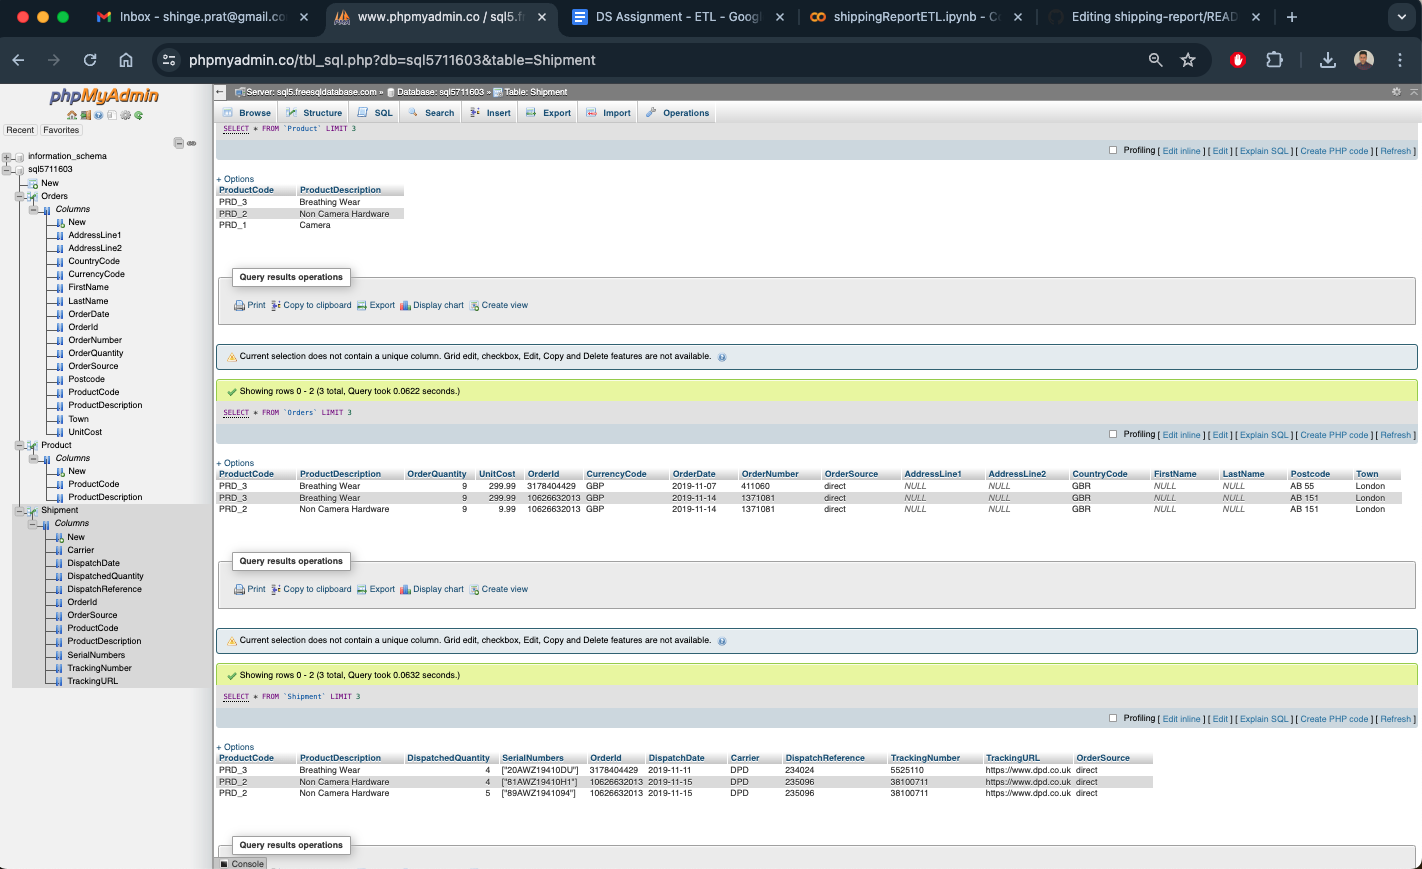 Inbox - shinge.prat@gmail.co
www.phpmyadmin.co / sql5.f
DS Assignment - ETL - Googl
shippingReportETL.ipynb - C
Editing shipping-report/READ
phpmyadmin.co/tbl_sql.php?db=sql5711603&table=Shipment
phpMyAdmin
Recent Favorites
information_schema
sql5711603
New
Orders
Columns
New
AddressLine1
AddressLine2
CountryCode
CurrencyCode
FirstName
LastName
OrderDate
OrderId
OrderNumber
OrderQuantity
OrderSource
Postcode
ProductCode
ProductDescription
Town
UnitCost
Product
Columns
New
ProductCode
ProductDescription
Shipment
Columns
New
Carrier
DispatchDate
DispatchedQuantity
DispatchReference
OrderId
OrderSource
ProductCode
ProductDescription
SerialNumbers
TrackingNumber
TrackingURL
Server: sql5.freesqldatabase.com » Database: sql5711603 » Table: Shipment
Browse Structure SQL Search Insert Export Import Operations
SELECT * FROM `Product` LIMIT 3
Profiling [ Edit inline ] [ Edit ] [ Explain SQL ] [ Create PHP code ] [ Refresh ]
+ Options
ProductCode ProductDescription
PRD_3 Breathing Wear
PRD_2 Non Camera Hardware
PRD_1 Camera
Query results operations
Print Copy to clipboard Export Display chart Create view
Current selection does not contain a unique column. Grid edit, checkbox, Edit, Copy and Delete features are not available.
Showing rows 0 - 2 (3 total, Query took 0.0622 seconds.)
SELECT * FROM `Orders` LIMIT 3
Profiling [ Edit inline ] [ Edit ] [ Explain SQL ] [ Create PHP code ] [ Refresh ]
+ Options
ProductCode ProductDescription OrderQuantity UnitCost OrderId CurrencyCode OrderDate OrderNumber OrderSource AddressLine1 AddressLine2 CountryCode FirstName LastName Postcode Town
PRD_3 Breathing Wear 9 299.99 3178404429 GBP 2019-11-07 411060 direct NULL NULL GBR NULL NULL AB 55 London
PRD_3 Breathing Wear 9 299.99 10626632013 GBP 2019-11-14 1371081 direct NULL NULL GBR NULL NULL AB 151 London
PRD_2 Non Camera Hardware 9 9.99 10626632013 GBP 2019-11-14 1371081 direct NULL NULL GBR NULL NULL AB 151 London
Query results operations
Print Copy to clipboard Export Display chart Create view
Current selection does not contain a unique column. Grid edit, checkbox, Edit, Copy and Delete features are not available.
Showing rows 0 - 2 (3 total, Query took 0.0632 seconds.)
SELECT * FROM `Shipment` LIMIT 3
Profiling [ Edit inline ] [ Edit ] [ Explain SQL ] [ Create PHP code ] [ Refresh ]
+ Options
ProductCode ProductDescription DispatchedQuantity SerialNumbers OrderId DispatchDate Carrier DispatchReference TrackingNumber TrackingURL OrderSource
PRD_3 Breathing Wear 4 ["20AWZ19410DU"] 3178404429 2019-11-11 DPD 234024 5525110 https://www.dpd.co.uk direct
PRD_2 Non Camera Hardware 4 ["81AWZ19410H1"] 10626632013 2019-11-15 DPD 235096 38100711 https://www.dpd.co.uk direct
PRD_2 Non Camera Hardware 5 ["89AWZ1941094"] 10626632013 2019-11-15 DPD 235096 38100711 https://www.dpd.co.uk direct
Query results operations
Console